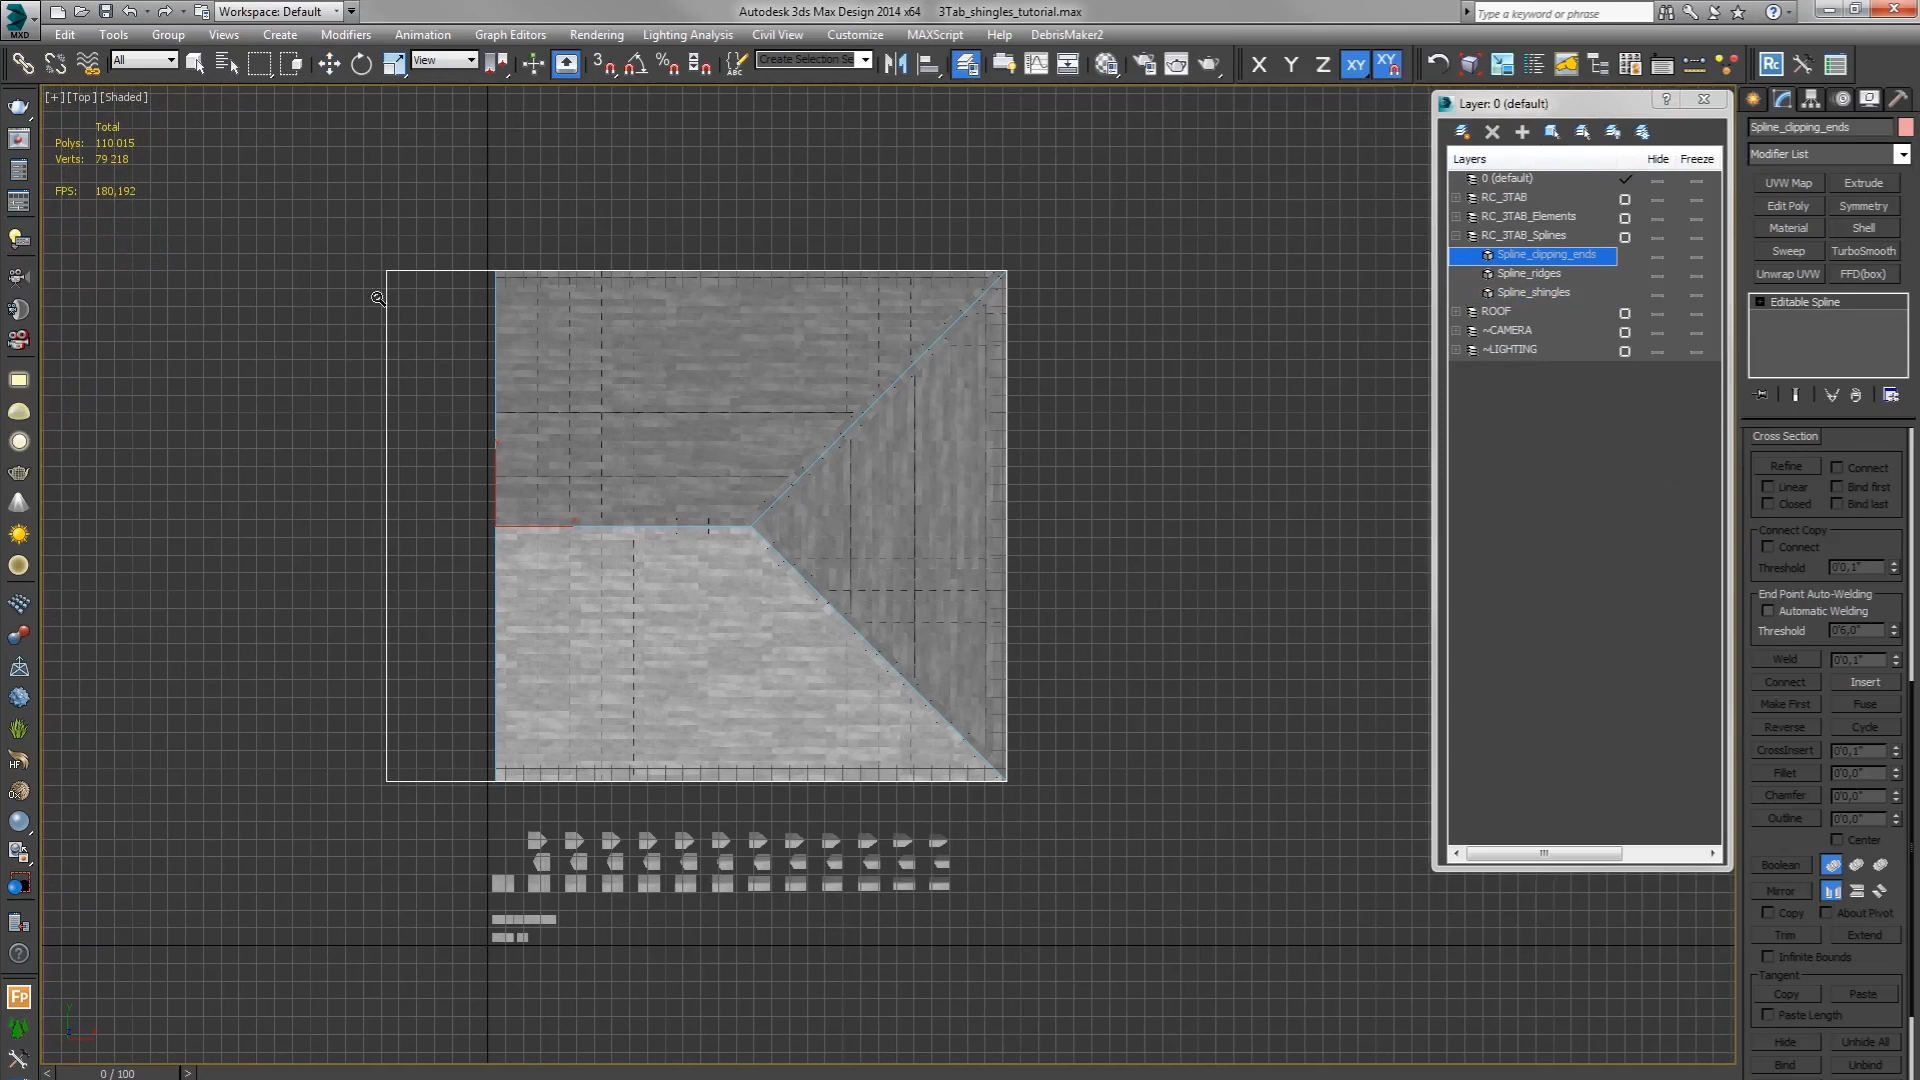 Workspace: Default
Autodesk 3ds Max Design 2014 x64 3Tab_shingles_tutorial.max
Type a keyword or phrase
MXD
Edit Tools Group Views Create Modifiers Animation Graph Editors Rendering Lighting Analysis Civil View Customize MAXScript Help DebrisMaker2
All View Create Selection Se X Y Z XY XY Rc
[+] [Top] [Shaded]
Total
Polys: 110 015
Verts: 79 218
FPS: 180,192
Layer: 0 (default)
Layers Hide Freeze
0 (default)
RC_3TAB
RC_3TAB_Elements
RC_3TAB_Splines
Spline_clipping_ends
Spline_ridges
Spline_shingles
ROOF
~CAMERA
~LIGHTING
Spline_clipping_ends
Modifier List
UVW Map Extrude
Edit Poly Symmetry
Material Shell
Sweep TurboSmooth
Unwrap UVW FFD(box)
Editable Spline
Cross Section
Refine Connect
Linear Bind first
Closed Bind last
Connect Copy
Connect
Threshold 0'0,1"
End Point Auto-Welding
Automatic Welding
Threshold 0'6,0"
Weld 0'0,1"
Connect Insert
Make First Fuse
Reverse Cycle
CrossInsert 0'0,1"
Fillet 0'0,0"
Chamfer 0'0,0"
Outline 0'0,0"
Center
Boolean
Mirror
Copy About Pivot
Trim Extend
Infinite Bounds
Tangent
Copy Paste
Paste Length
Hide Unhide All
Bind Unbind
HF
Fp
0 / 100